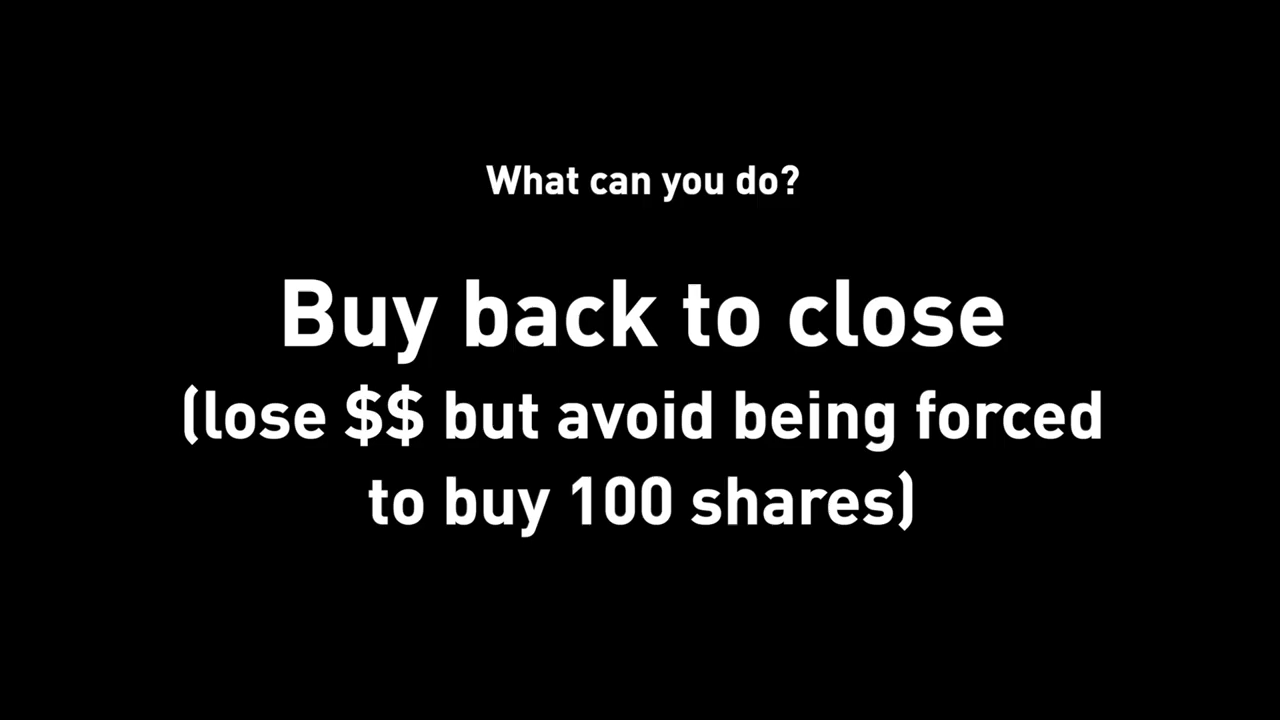 What can you do?
Buy back to close
(lose $$ but avoid being forced
to buy 100 shares)